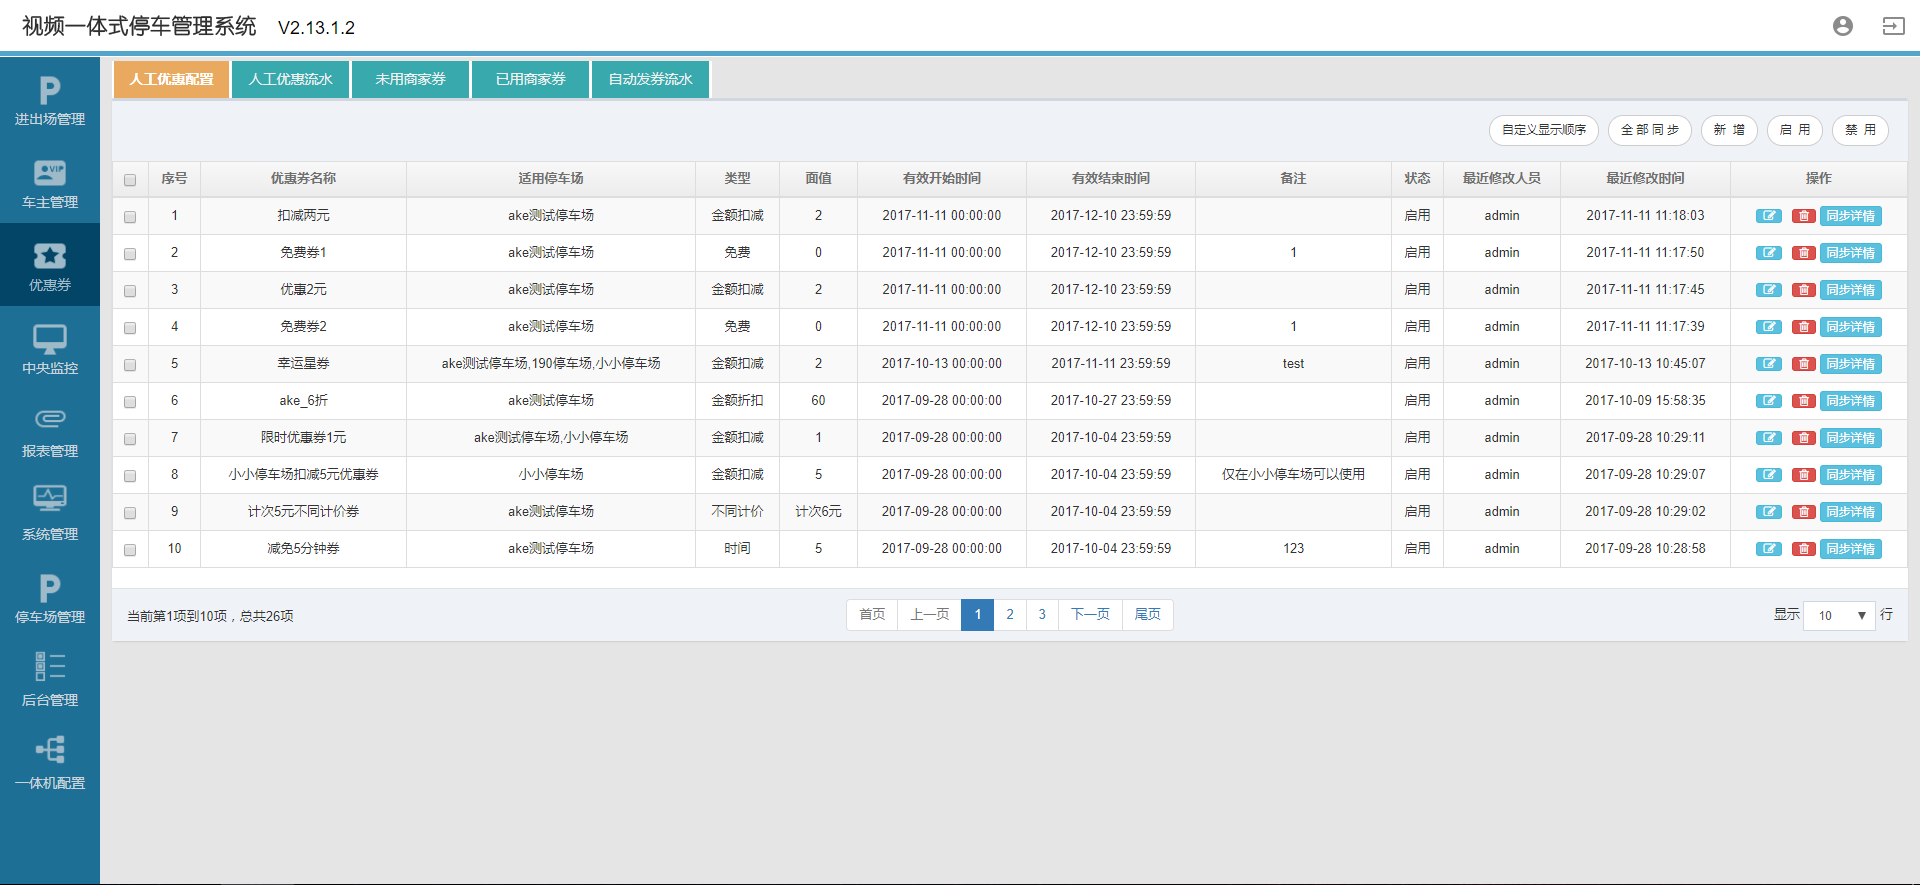 视频一体式停车管理系统 V2.13.1.2
进出场管理
车主管理
优惠券
中央监控
报表管理
系统管理
停车场管理
后台管理
一体机配置
人工优惠配置 人工优惠流水 未用商家券 已用商家券 自动发券流水
自定义显示顺序 全部同步 新 增 启 用 禁 用
序号 优惠券名称 适用停车场 类型 面值 有效开始时间 有效结束时间 备注 状态 最近修改人员 最近修改时间 操作
1 扣减两元 ake测试停车场 金额扣减 2 2017-11-11 00:00:00 2017-12-10 23:59:59 启用 admin 2017-11-11 11:18:03 同步详情
2 免费券1 ake测试停车场 免费 0 2017-11-11 00:00:00 2017-12-10 23:59:59 1 启用 admin 2017-11-11 11:17:50 同步详情
3 优惠2元 ake测试停车场 金额扣减 2 2017-11-11 00:00:00 2017-12-10 23:59:59 启用 admin 2017-11-11 11:17:45 同步详情
4 免费券2 ake测试停车场 免费 0 2017-11-11 00:00:00 2017-12-10 23:59:59 1 启用 admin 2017-11-11 11:17:39 同步详情
5 幸运星券 ake测试停车场,190停车场,小小停车场 金额扣减 2 2017-10-13 00:00:00 2017-11-11 23:59:59 test 启用 admin 2017-10-13 10:45:07 同步详情
6 ake_6折 ake测试停车场 金额折扣 60 2017-09-28 00:00:00 2017-10-27 23:59:59 启用 admin 2017-10-09 15:58:35 同步详情
7 限时优惠券1元 ake测试停车场,小小停车场 金额扣减 1 2017-09-28 00:00:00 2017-10-04 23:59:59 启用 admin 2017-09-28 10:29:11 同步详情
8 小小停车场扣减5元优惠券 小小停车场 金额扣减 5 2017-09-28 00:00:00 2017-10-04 23:59:59 仅在小小停车场可以使用 启用 admin 2017-09-28 10:29:07 同步详情
9 计次5元不同计价券 ake测试停车场 不同计价 计次6元 2017-09-28 00:00:00 2017-10-04 23:59:59 启用 admin 2017-09-28 10:29:02 同步详情
10 减免5分钟券 ake测试停车场 时间 5 2017-09-28 00:00:00 2017-10-04 23:59:59 123 启用 admin 2017-09-28 10:28:58 同步详情
当前第1项到10项，总共26项 首页 上一页 1 2 3 下一页 尾页 显示 10 行